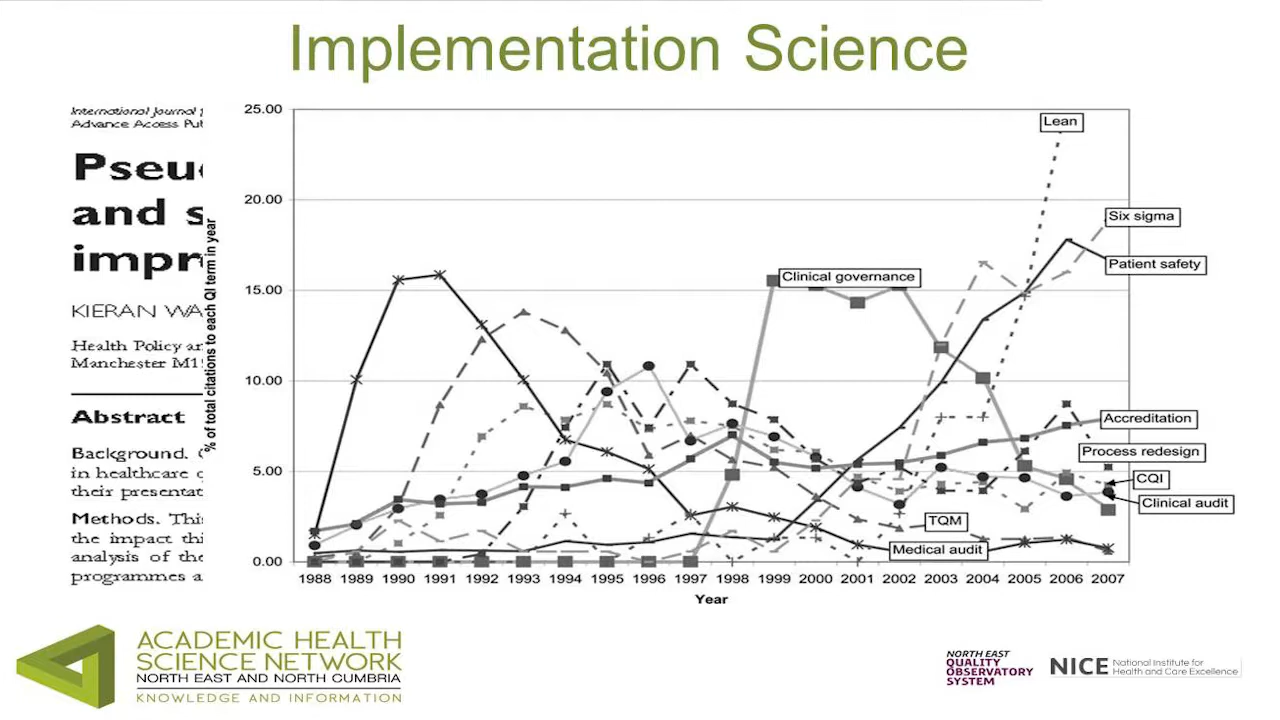 Implementation Science
International Journal f
Advance Access Pu
Pseu
and s
impr
KIERAN WA
Health Policy ar
Manchester M1
Abstract
Background.
in healthcare
their presentat
Methods. Thi
the impact thi
analysis of the
programmes a
% of total citations to each QI term in year
25.00
20.00
15.00
10.00
5.00
0.00
Lean
Six sigma
Patient safety
Clinical governance
Accreditation
Process redesign
CQI
Clinical audit
TQM
Medical audit
1988 1989 1990 1991 1992 1993 1994 1995 1996 1997 1998 1999 2000 2001 2002 2003 2004 2005 2006 2007
Year
ACADEMIC HEALTH
SCIENCE NETWORK
NORTH EAST AND NORTH CUMBRIA
KNOWLEDGE AND INFORMATION
NORTH EAST
QUALITY
OBSERVATORY
SYSTEM
NICE National Institute for
Health and Care Excellence